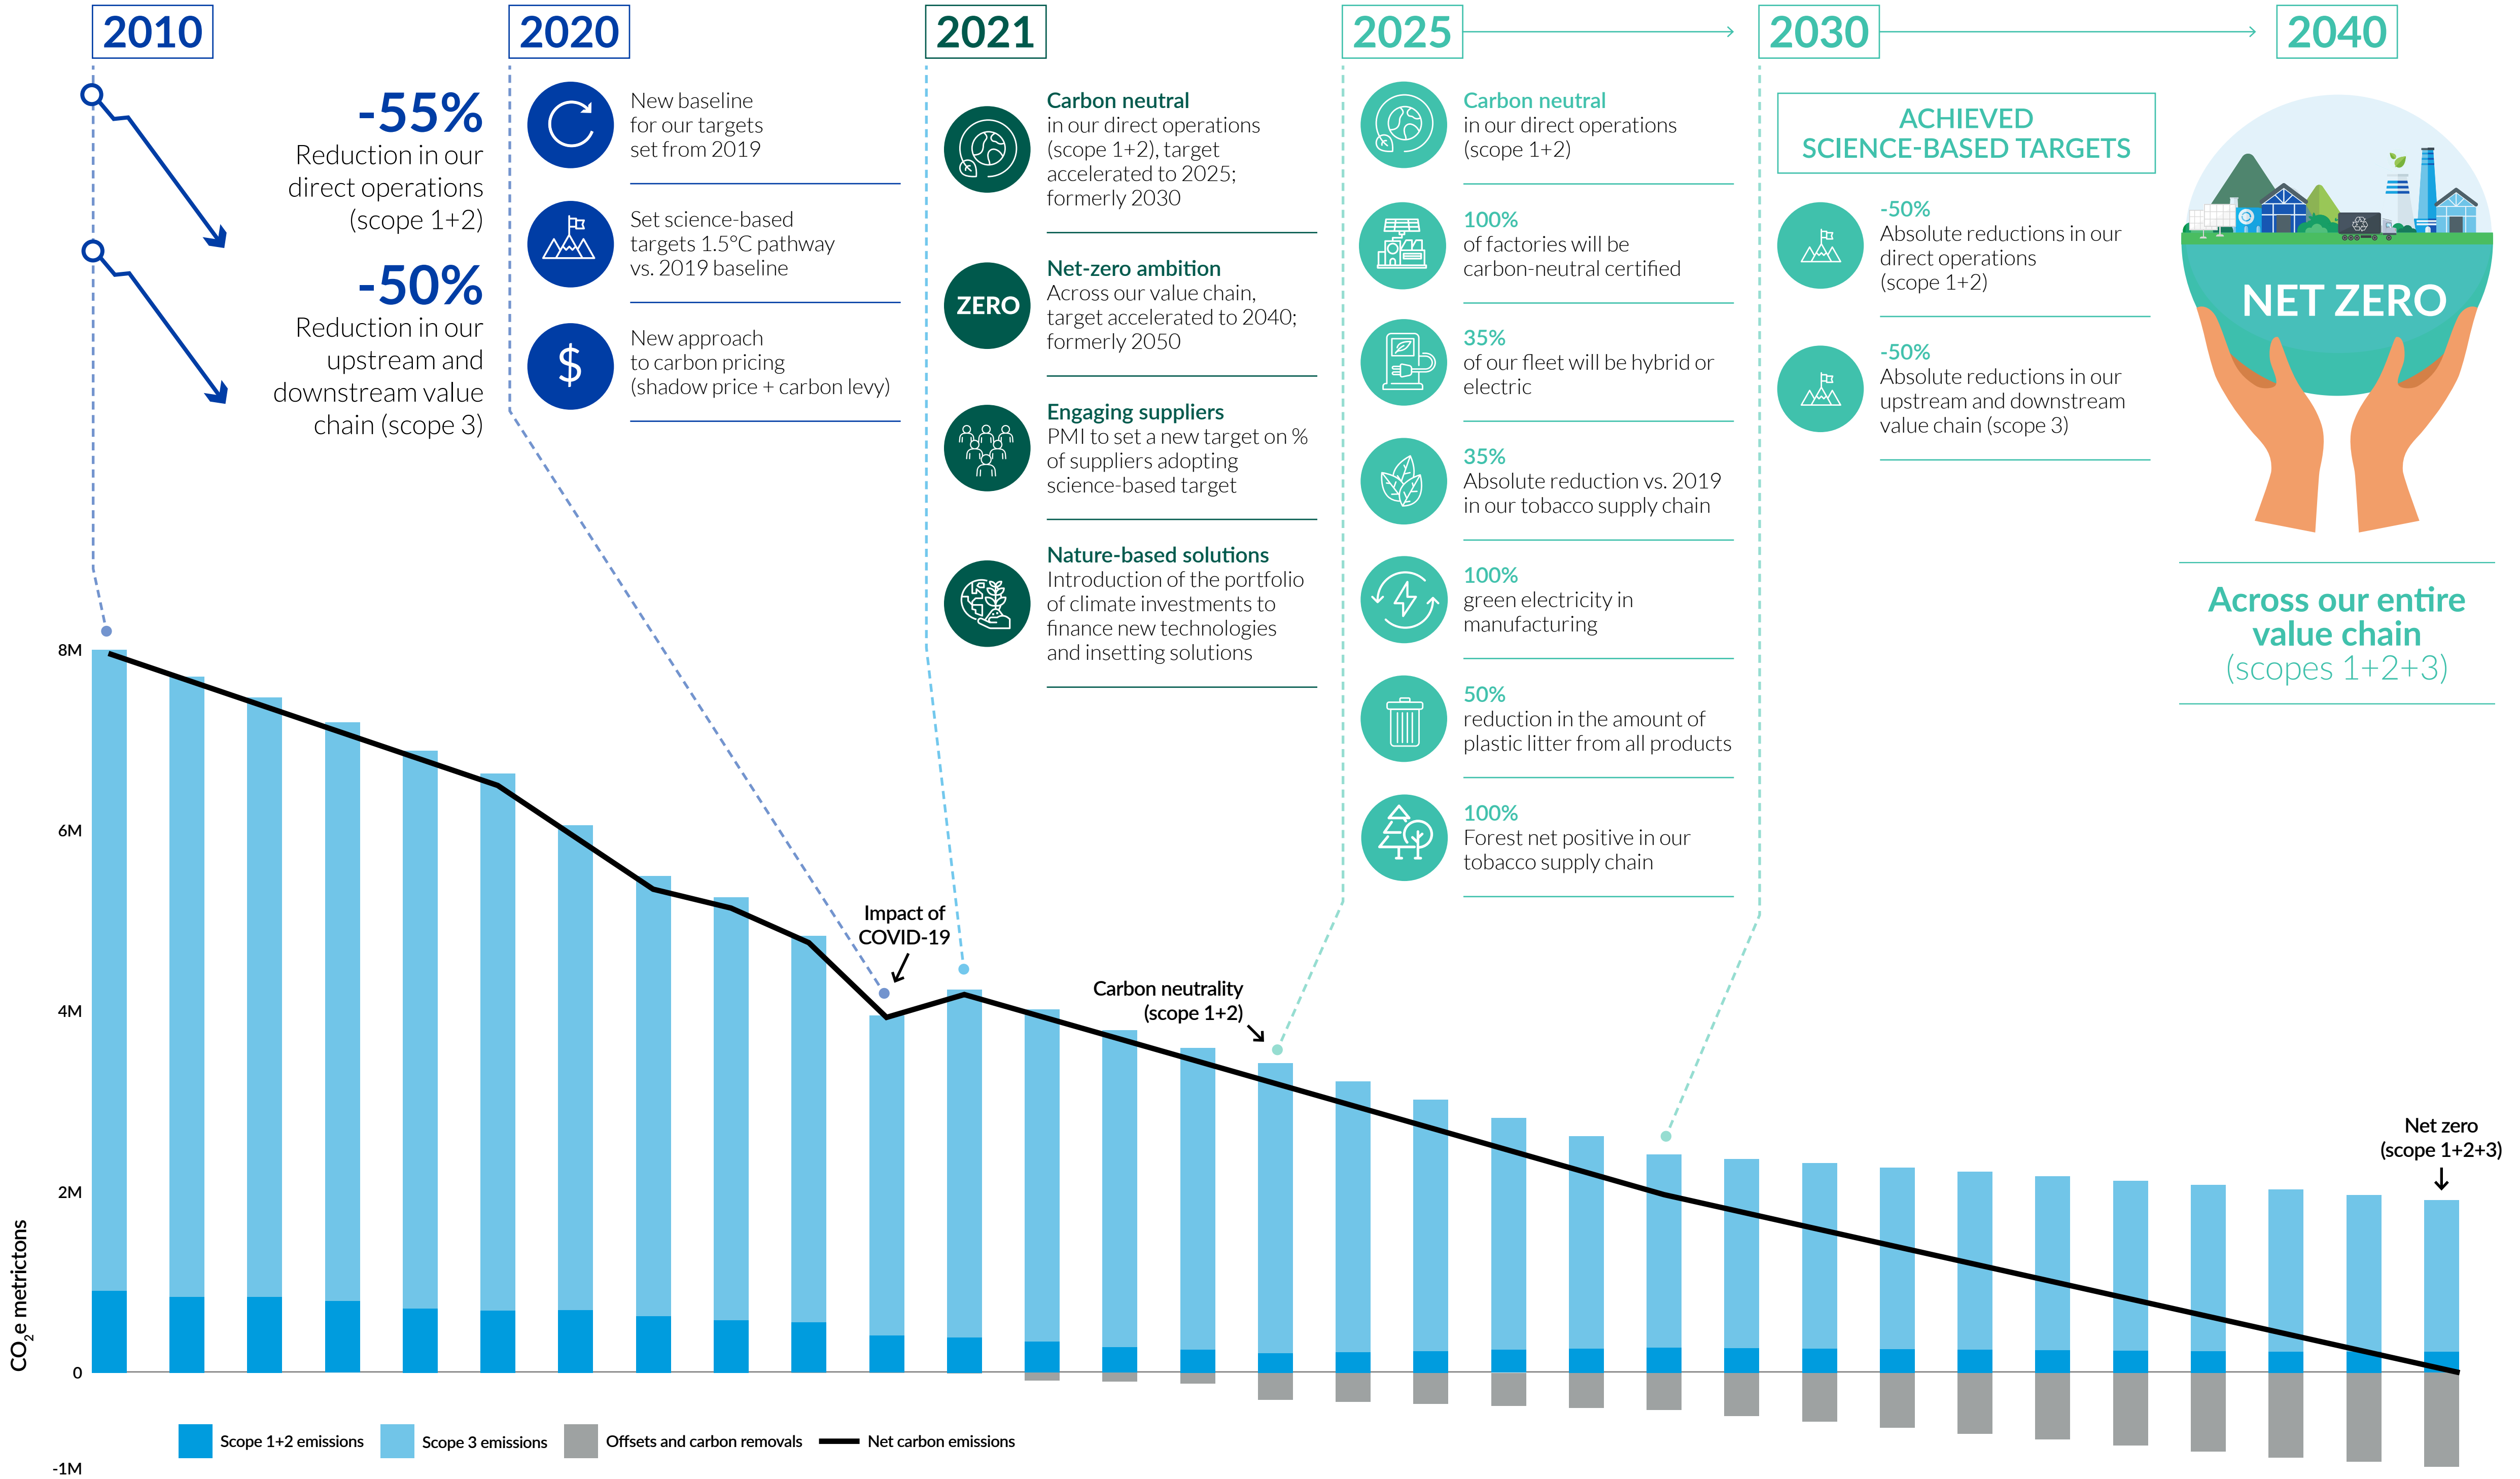 2010
-55%
Reduction in our
direct operations
(scope 1+2)
-50%
Reduction in our
upstream and
downstream value
chain (scope 3)
2020
New baseline
for our targets
set from 2019
Set science-based
targets 1.5°C pathway
vs. 2019 baseline
$
New approach
to carbon pricing
(shadow price + carbon levy)
2021
Carbon neutral
in our direct operations
(scope 1+2), target
accelerated to 2025;
formerly 2030
ZERO
Net-zero ambition
Across our value chain,
target accelerated to 2040;
formerly 2050
Engaging suppliers
PMI to set a new target on %
of suppliers adopting
science-based target
Nature-based solutions
Introduction of the portfolio
of climate investments to
finance new technologies
and insetting solutions
2025
Carbon neutral
in our direct operations
(scope 1+2)
100%
of factories will be
carbon-neutral certified
35%
of our fleet will be hybrid or
electric
35%
Absolute reduction vs. 2019
in our tobacco supply chain
100%
green electricity in
manufacturing
50%
reduction in the amount of
plastic litter from all products
100%
Forest net positive in our
tobacco supply chain
2030
ACHIEVED
SCIENCE-BASED TARGETS
-50%
Absolute reductions in our
direct operations
(scope 1+2)
-50%
Absolute reductions in our
upstream and downstream
value chain (scope 3)
2040
NET ZERO
Across our entire
value chain
(scopes 1+2+3)
8M
6M
4M
2M
0
-1M
CO2e metrictons
Impact of
COVID-19
Carbon neutrality
(scope 1+2)
Net zero
(scope 1+2+3)
Scope 1+2 emissions
Scope 3 emissions
Offsets and carbon removals
Net carbon emissions